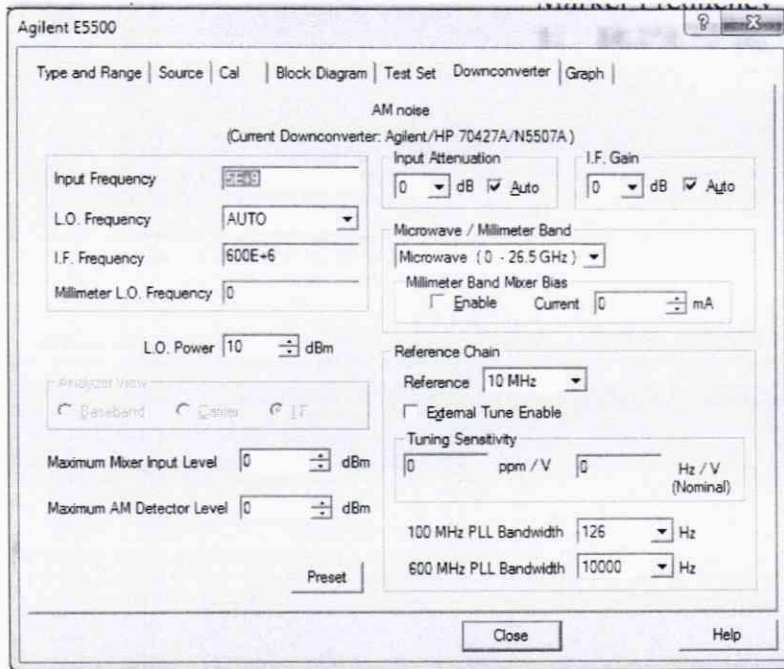 Marker Frequency
Agilent E5500
Type and Range Source Cal Block Diagram Test Set Downconverter Graph
AM noise
(Current Downconverter: Agilent/HP 70427A/N5507A )
Input Frequency 5E+9
L.O. Frequency AUTO
I.F. Frequency 600E+6
Millimeter L.O. Frequency 0
L.O. Power 10 dBm
Analyzer View
Baseband Carrier I.F.
Maximum Mixer Input Level 0 dBm
Maximum AM Detector Level 0 dBm
Preset
Input Attenuation
0 dB Auto
I.F. Gain
0 dB Auto
Microwave / Millimeter Band
Microwave ( 0 - 26.5 GHz )
Millimeter Band Mixer Bias
Enable Current 0 mA
Reference Chain
Reference 10 MHz
External Tune Enable
Tuning Sensitivity
0 ppm / V 0 Hz / V
(Nominal)
100 MHz PLL Bandwidth 126 Hz
600 MHz PLL Bandwidth 10000 Hz
Close Help